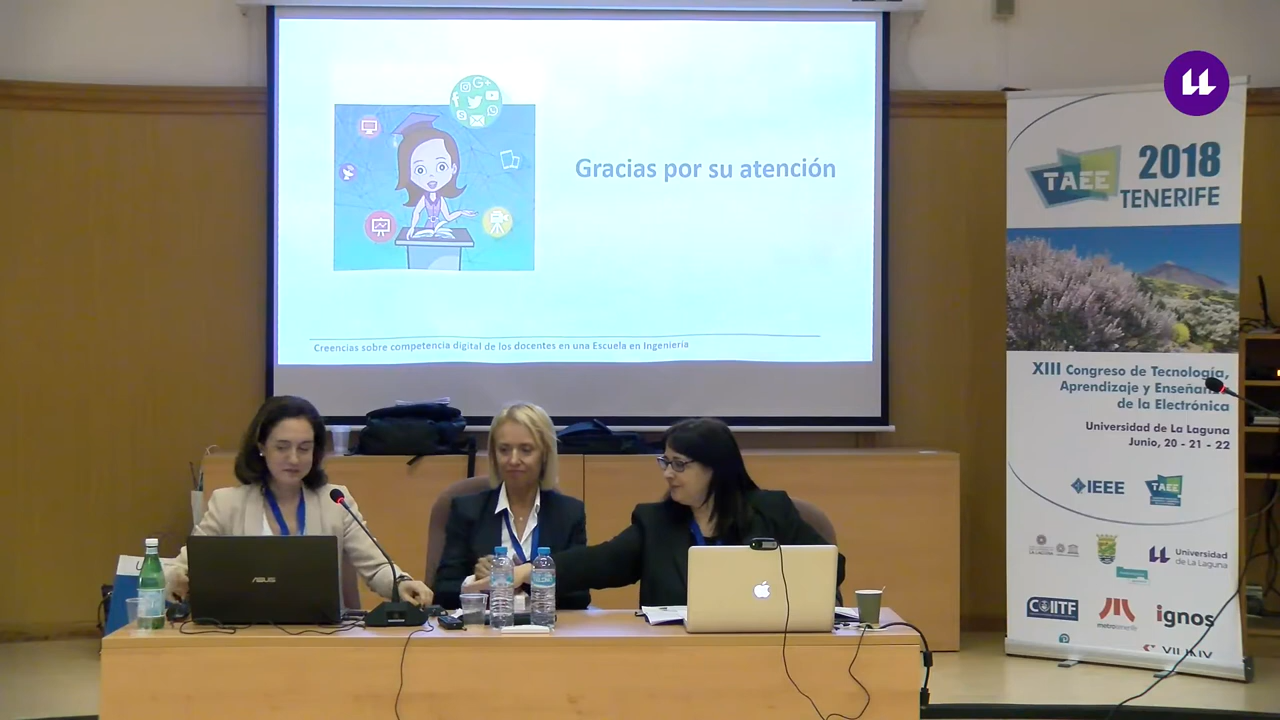 Gracias por su atención
Creencias sobre competencia digital de los docentes en una Escuela en Ingeniería
ASUS
TAEE
2018
TENERIFE
XIII Congreso de Tecnología,
Aprendizaje y
de la Electrónica
Universidad de La Laguna
Junio, 20 - 21 - 22
IEEE
TAEE
Universidad
de La Laguna
COIITF
metrotenerife
ignos